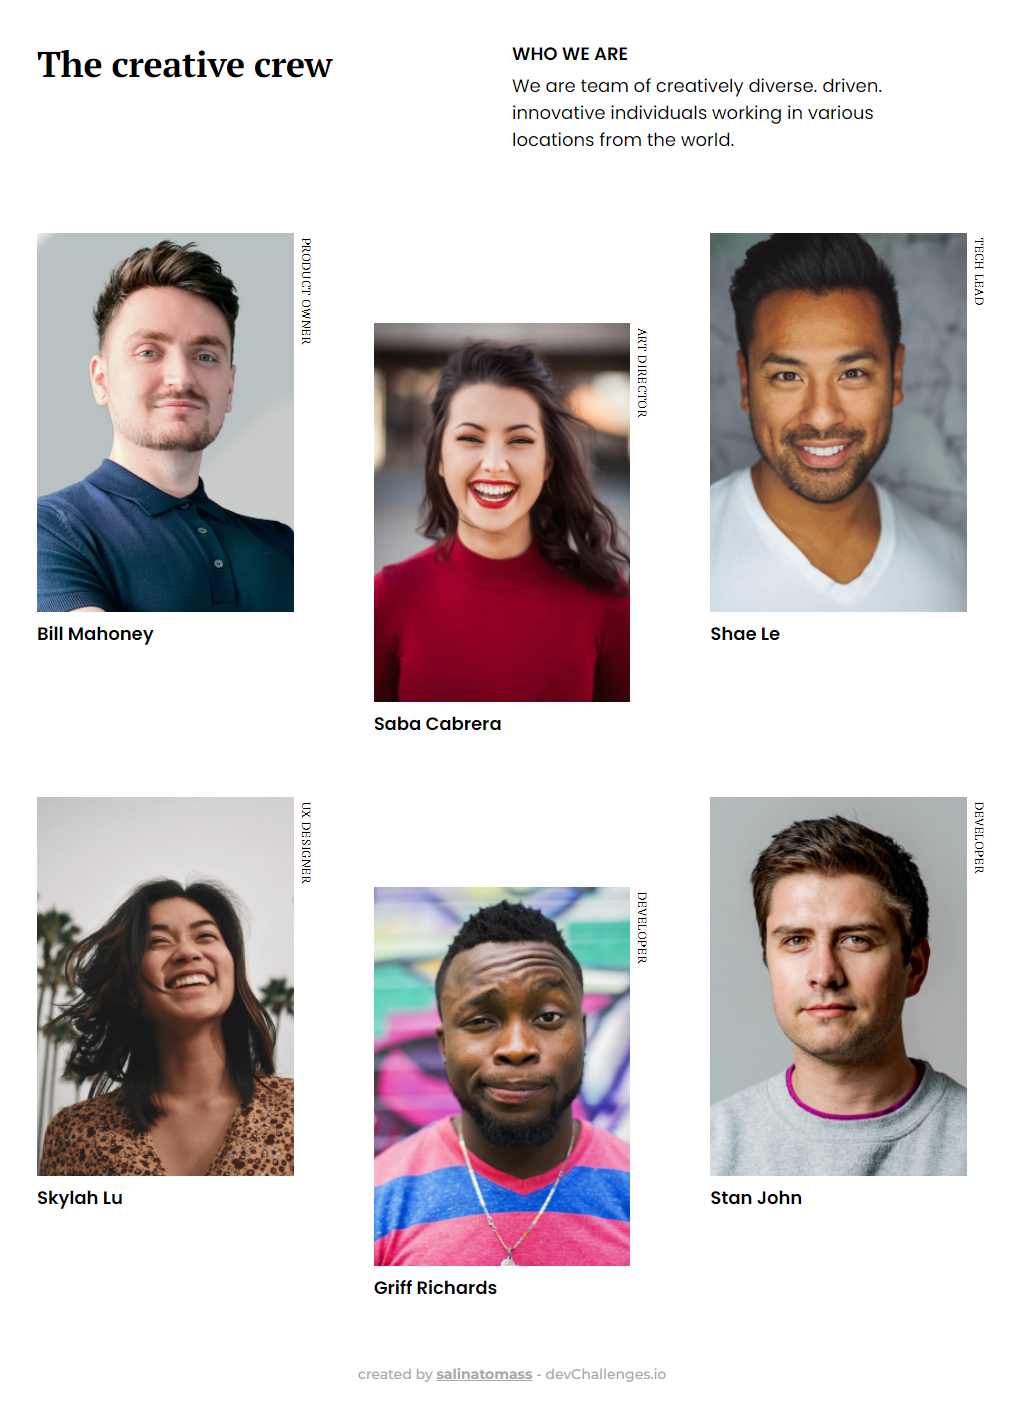 The creative crew
WHO WE ARE
We are team of creatively diverse. driven.
innovative individuals working in various
locations from the world.
PRODUCT OWNER
Bill Mahoney
ART DIRECTOR
Saba Cabrera
TECH LEAD
Shae Le
UX DESIGNER
Skylah Lu
DEVELOPER
Griff Richards
DEVELOPER
Stan John
created by salinatomass - devChallenges.io